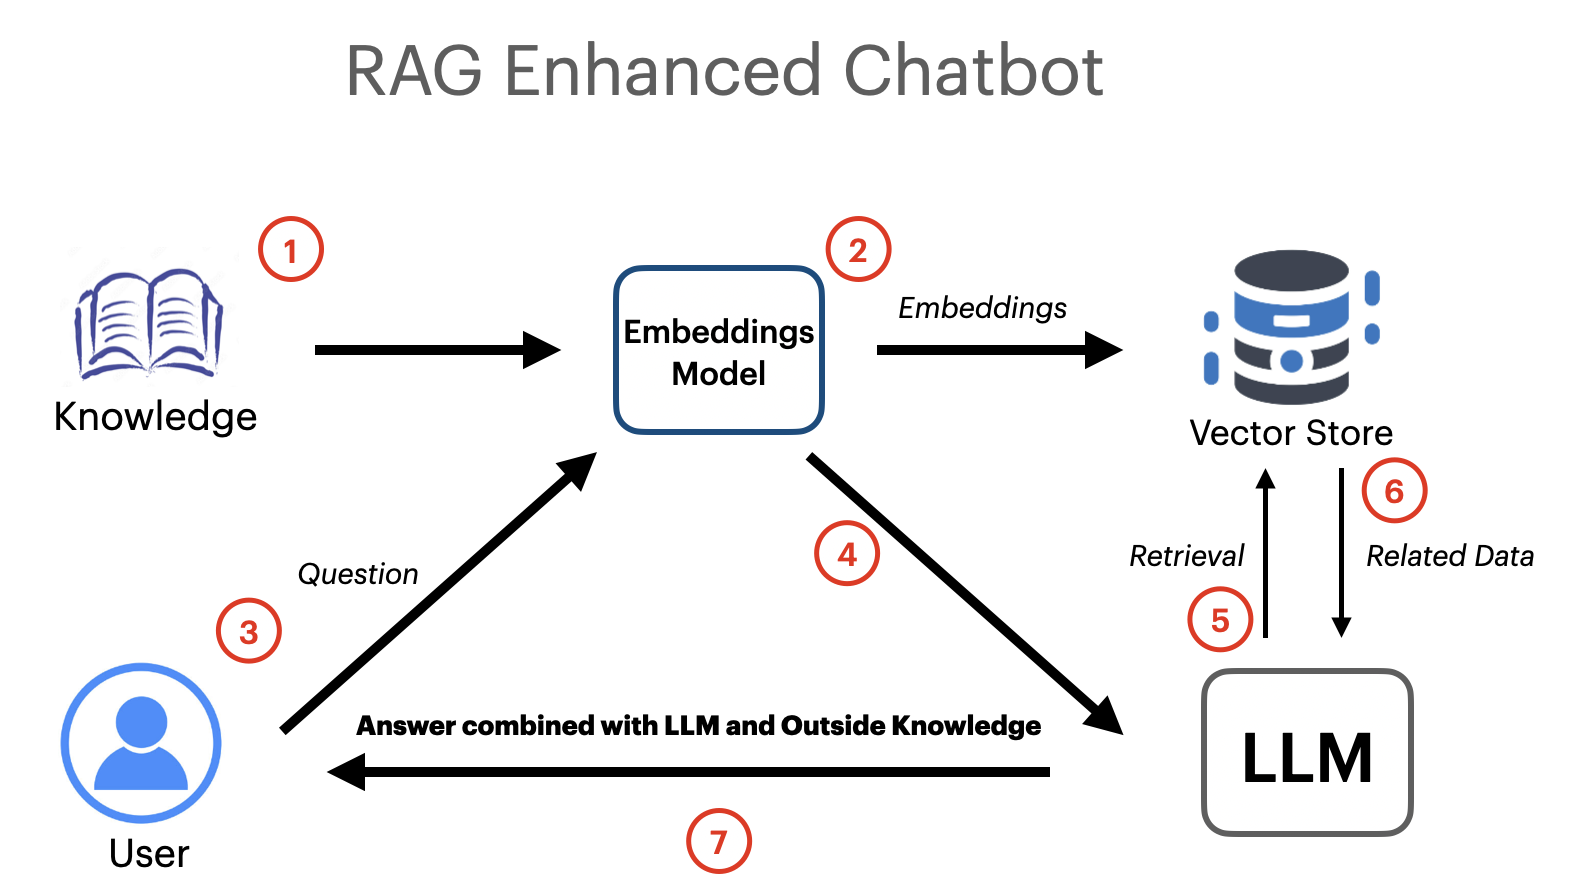 RAG Enhanced Chatbot
1
2
Embeddings
Model
Embeddings
Knowledge
Vector Store
6
4
Retrieval
Related Data
Question
5
3
Answer combined with LLM and Outside Knowledge
LLM
7
User